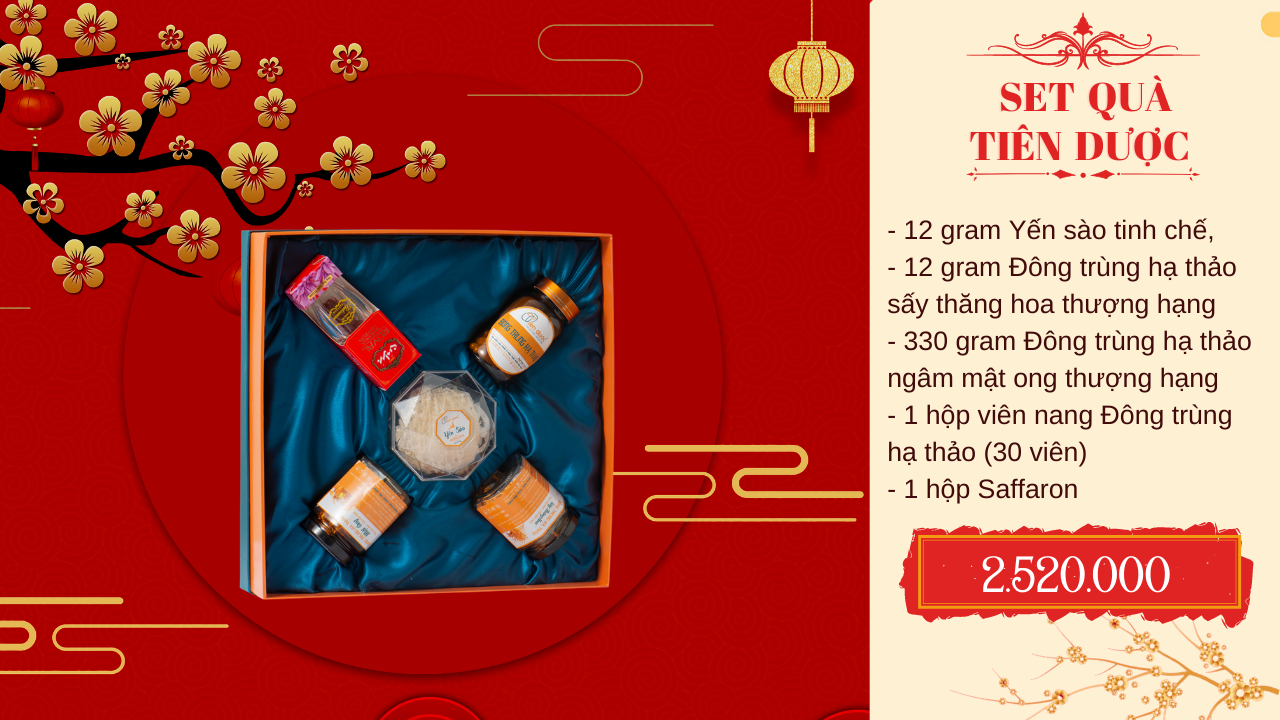 SET QUÀ
TIÊN DƯỢC
- 12 gram Yến sào tinh chế,
- 12 gram Đông trùng hạ thảo
sấy thăng hoa thượng hạng
- 330 gram Đông trùng hạ thảo
ngâm mật ong thượng hạng
- 1 hộp viên nang Đông trùng
hạ thảo (30 viên)
- 1 hộp Saffaron
2.520.000
Yến Sào